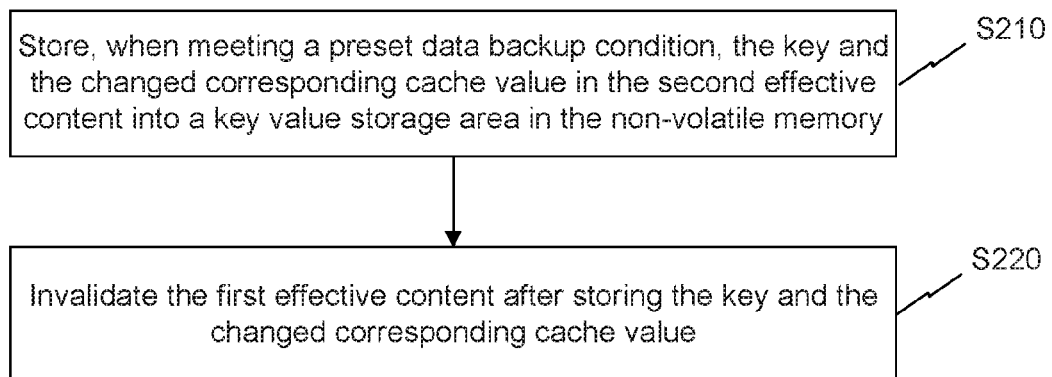 Store, when meeting a preset data backup condition, the key and
the changed corresponding cache value in the second effective
content into a key value storage area in the non-volatile memory
S210
Invalidate the first effective content after storing the key and the
changed corresponding cache value
S220